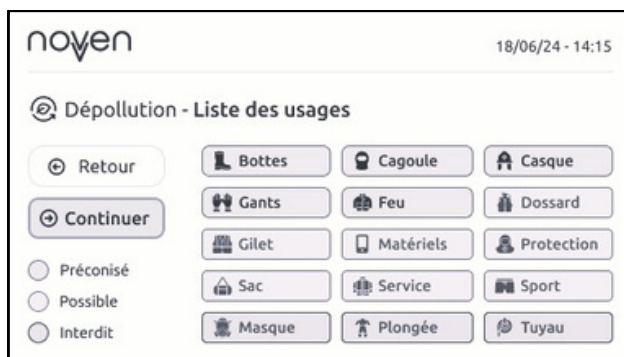 noven
18/06/24 - 14:15
Dépollution - Liste des usages
Retour
Continuer
Préconisé
Possible
Interdit
Bottes
Cagoule
Casque
Gants
Feu
Dossard
Gilet
Matériels
Protection
Sac
Service
Sport
Masque
Plongée
Tuyau